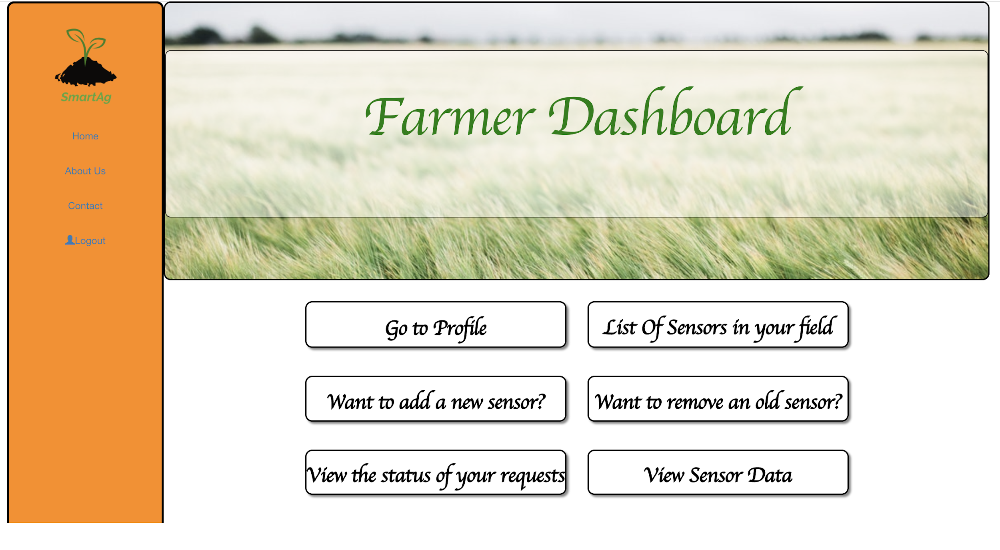 SmartAg
Home
About Us
Contact
Logout
Farmer Dashboard
Go to Profile
List Of Sensors in your field
Want to add a new sensor?
Want to remove an old sensor?
View the status of your requests
View Sensor Data